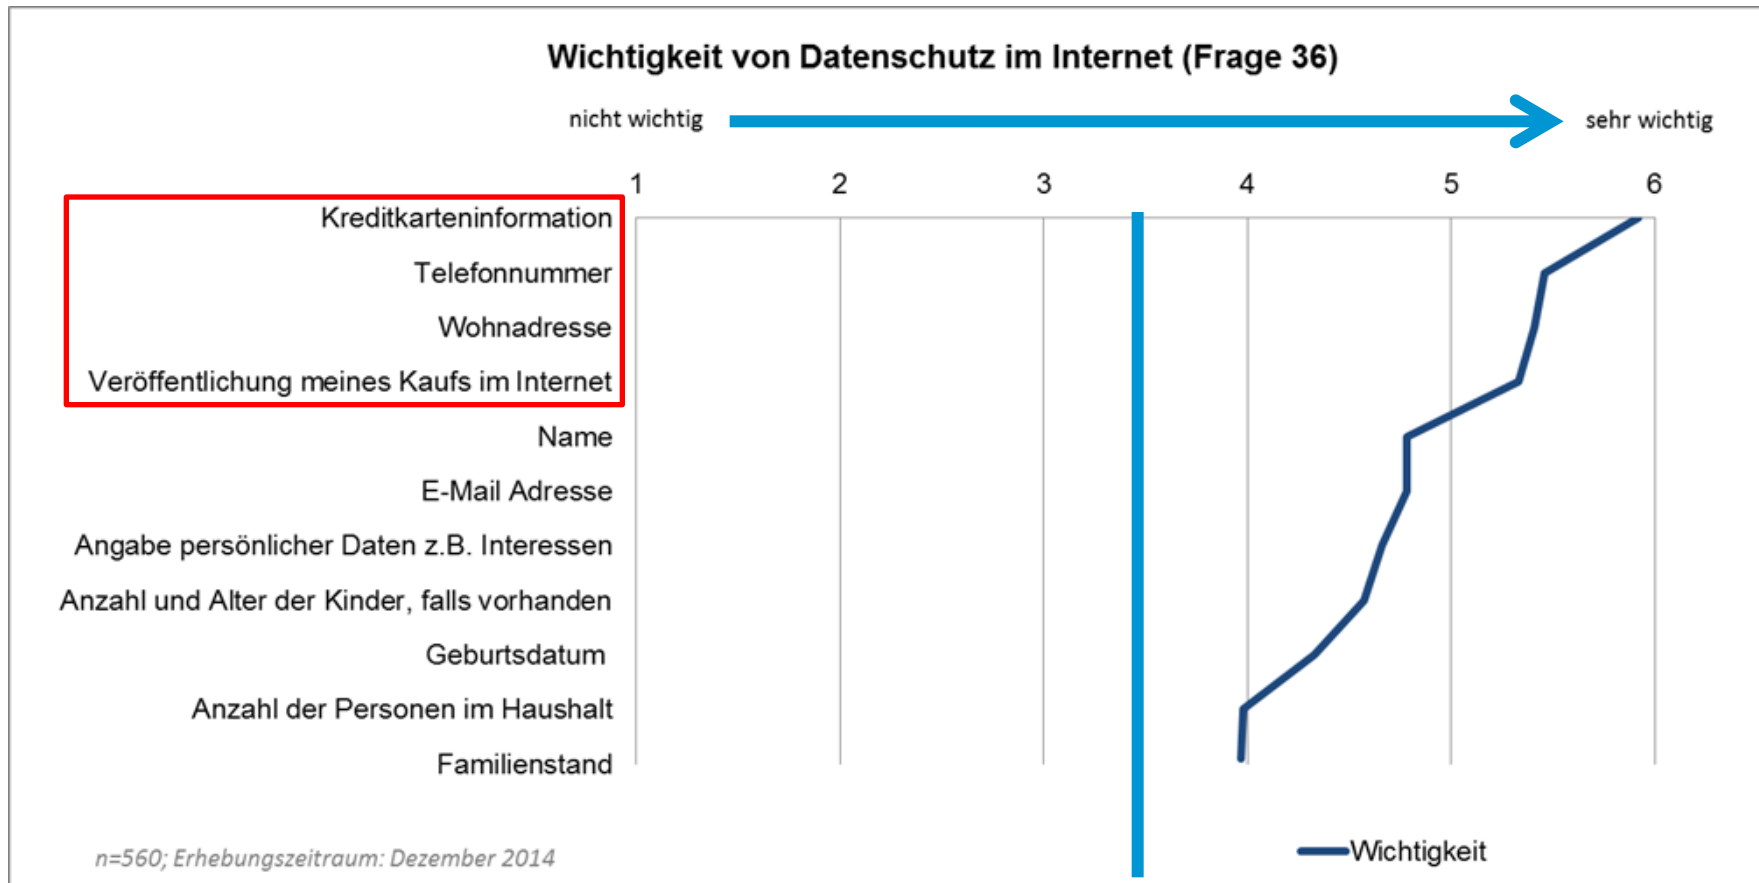 Wichtigkeit von Datenschutz im Internet (Frage 36)
nicht wichtig sehr wichtig
1 2 3 4 5 6
Kreditkarteninformation
Telefonnummer
Wohnadresse
Veröffentlichung meines Kaufs im Internet
Name
E-Mail Adresse
Angabe persönlicher Daten z.B. Interessen
Anzahl und Alter der Kinder, falls vorhanden
Geburtsdatum
Anzahl der Personen im Haushalt
Familienstand
n=560; Erhebungszeitraum: Dezember 2014
Wichtigkeit